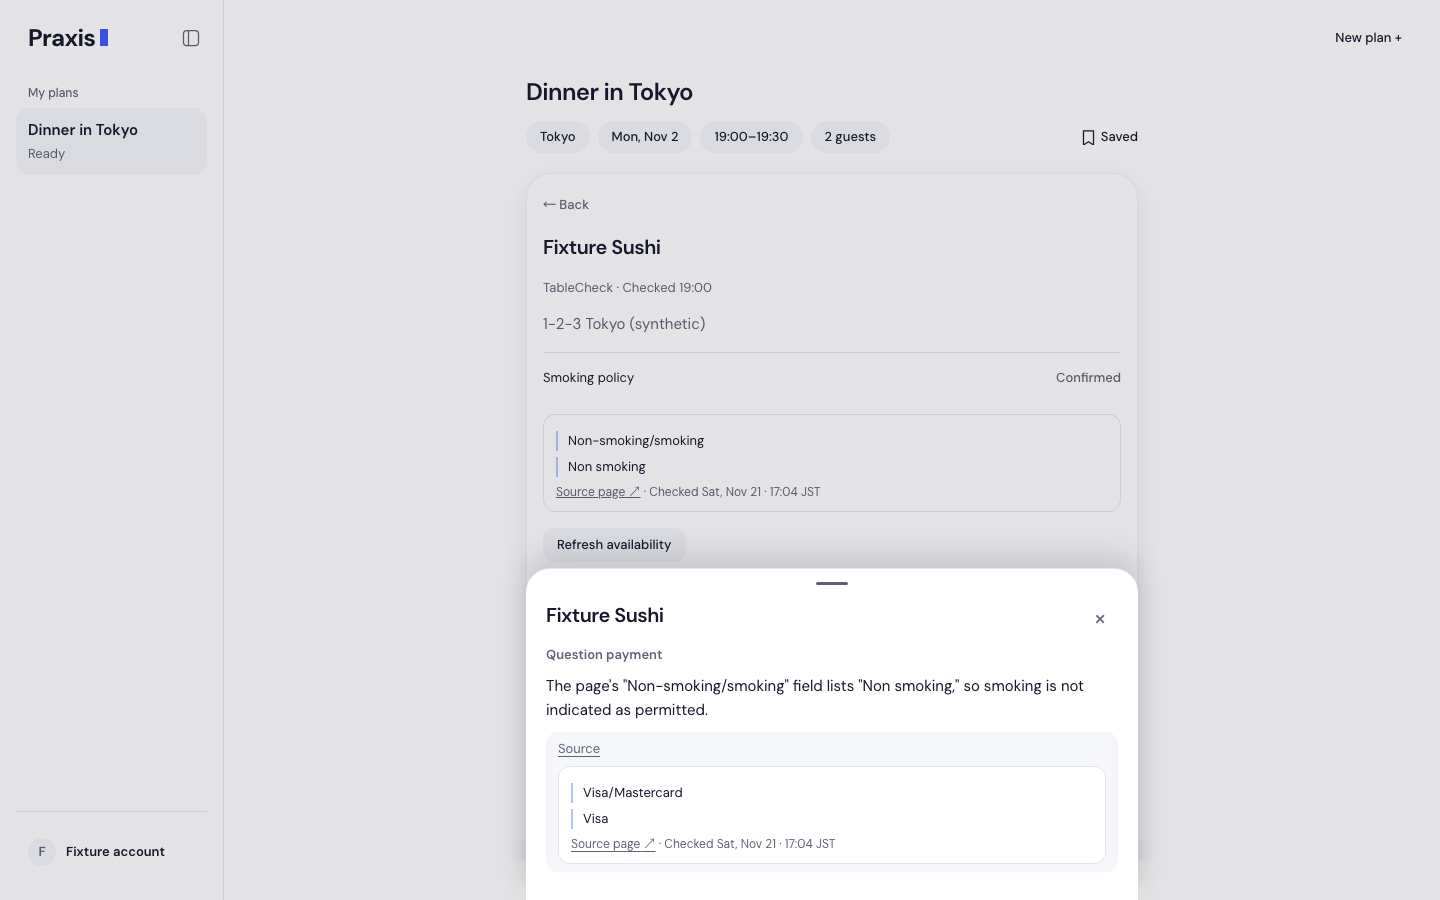 Praxis
New plan +
My plans
Dinner in Tokyo
Ready
Dinner in Tokyo
Tokyo
Mon, Nov 2
19:00–19:30
2 guests
Saved
← Back
Fixture Sushi
TableCheck · Checked 19:00
1-2-3 Tokyo (synthetic)
Smoking policy
Confirmed
Non-smoking/smoking
Non smoking
Source page ↗ · Checked Sat, Nov 21 · 17:04 JST
Refresh availability
Fixture Sushi
×
Question payment
The page's "Non-smoking/smoking" field lists "Non smoking," so smoking is not
indicated as permitted.
Source
Visa/Mastercard
Visa
Source page ↗ · Checked Sat, Nov 21 · 17:04 JST
F
Fixture account